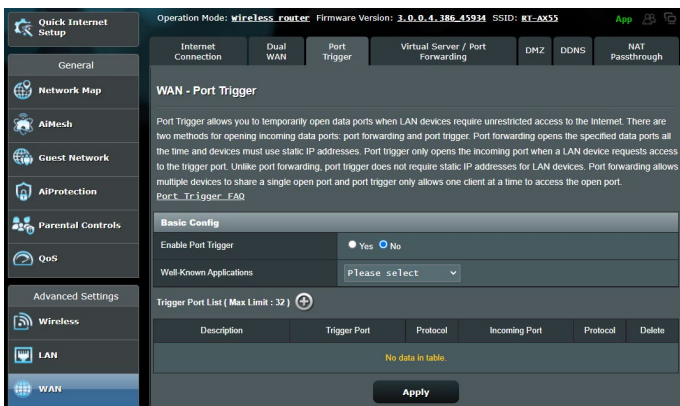 Quick Internet
Setup
Operation Mode: Wireless router Firmware Version: 3.0.0.4.386_45934 SSID: RT-AX55
App
General
Network Map
AiMesh
Guest Network
AiProtection
Parental Controls
QoS
Advanced Settings
Wireless
LAN
WAN
Internet
Connection
Dual
WAN
Port
Trigger
Virtual Server / Port
Forwarding
DMZ
DDNS
NAT
Passthrough
WAN - Port Trigger
Port Trigger allows you to temporarily open data ports when LAN devices require unrestricted access to the Internet. There are
two methods for opening incoming data ports: port forwarding and port trigger. Port forwarding opens the specified data ports all
the time and devices must use static IP addresses. Port trigger only opens the incoming port when a LAN device requests access
to the trigger port. Unlike port forwarding, port trigger does not require static IP addresses for LAN devices. Port forwarding allows
multiple devices to share a single open port and port trigger only allows one client at a time to access the open port.
Port Trigger FAQ
Basic Config
Enable Port Trigger Yes No
Well-Known Applications Please select
Trigger Port List ( Max Limit : 32 )
Description Trigger Port Protocol Incoming Port Protocol Delete
No data in table.
Apply